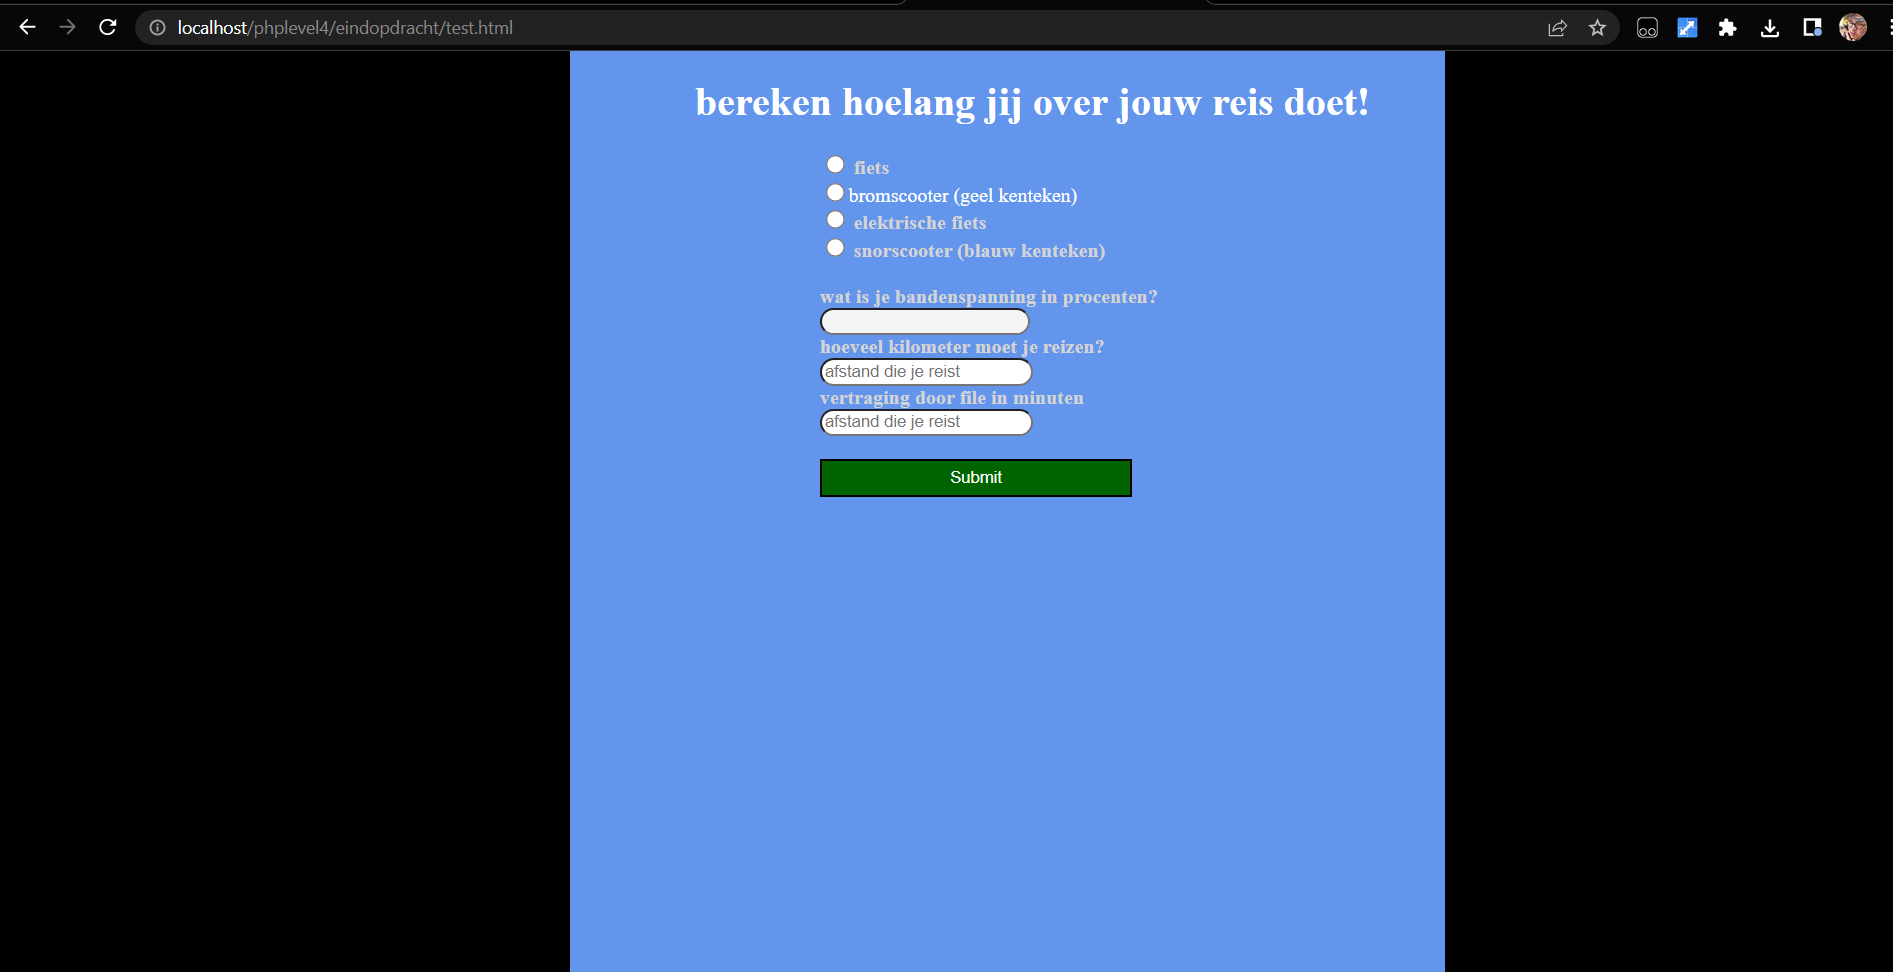 localhost/phplevel4/eindopdracht/test.html
bereken hoelang jij over jouw reis doet!
fiets
bromscooter (geel kenteken)
elektrische fiets
snorscooter (blauw kenteken)
wat is je bandenspanning in procenten?
hoeveel kilometer moet je reizen?
afstand die je reist
vertraging door file in minuten
afstand die je reist
Submit